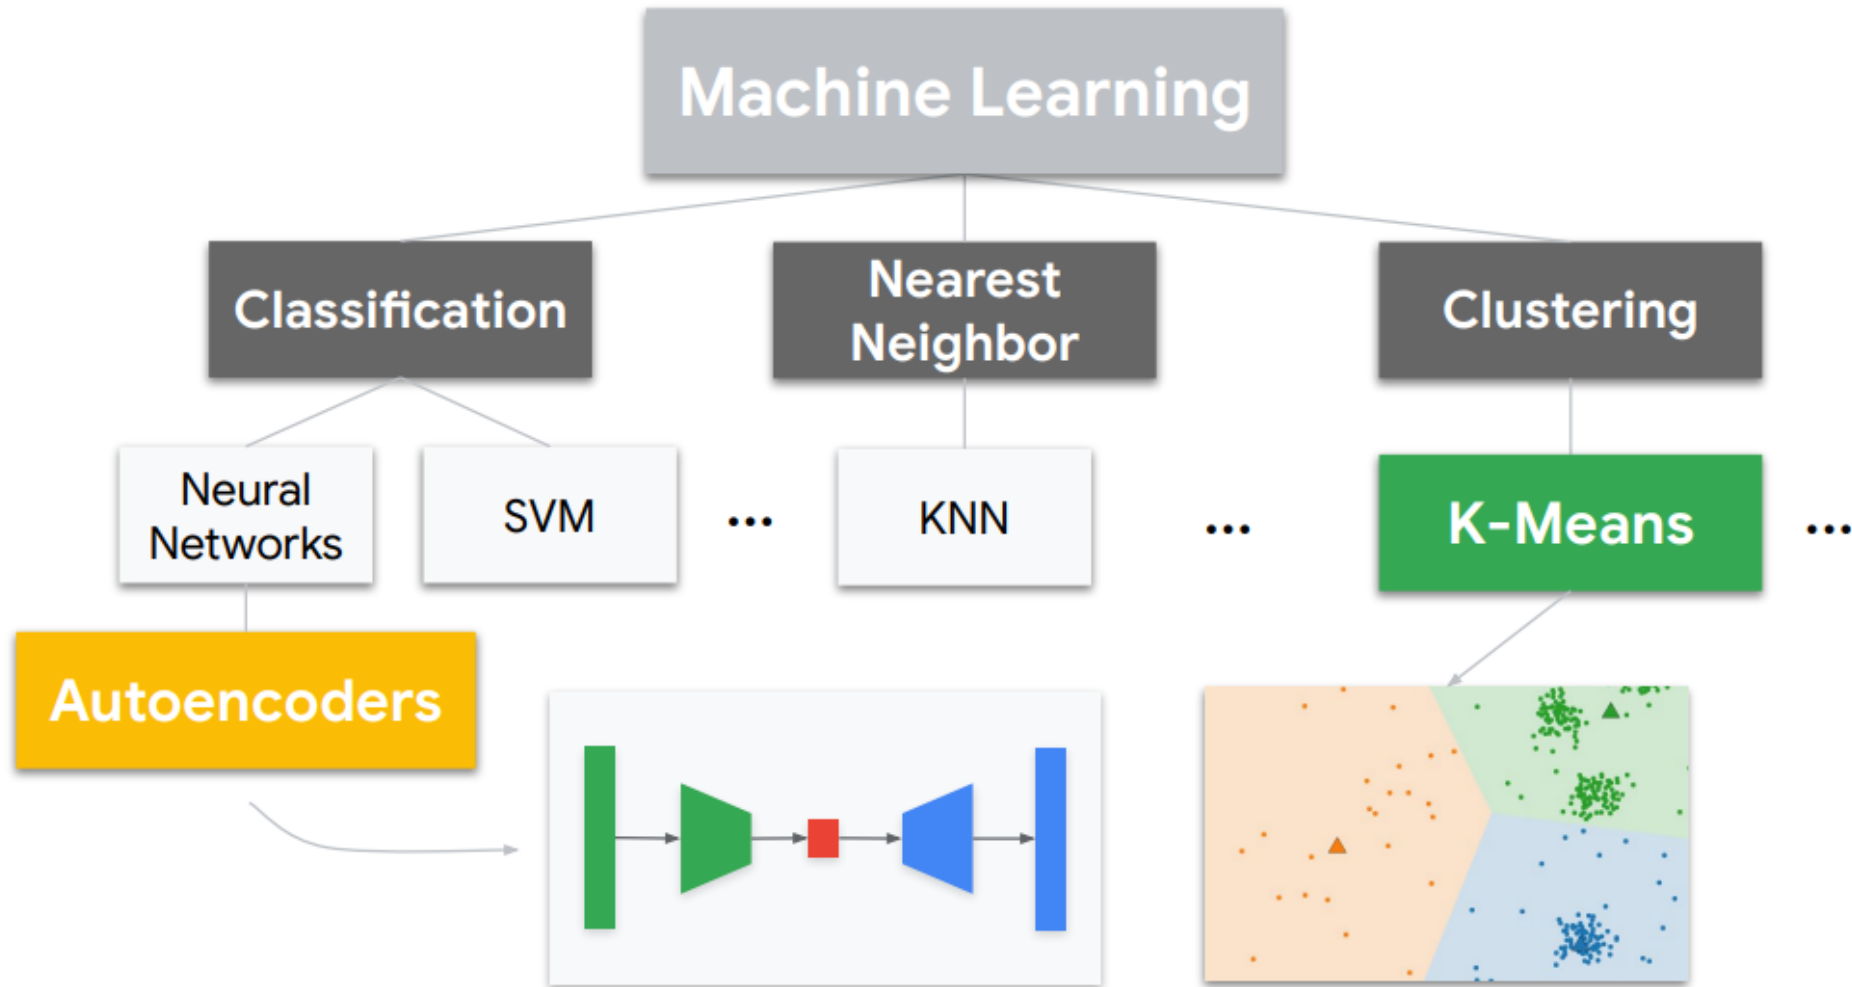 Machine Learning
Classification
Nearest
Neighbor
Clustering
Neural
Networks
SVM
...
KNN
...
K-Means
...
Autoencoders